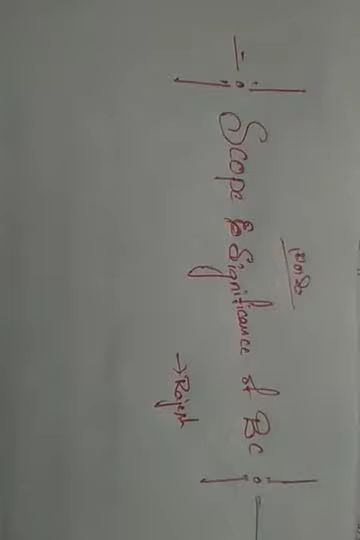 Scope & Significance of BC
→ Rajesh